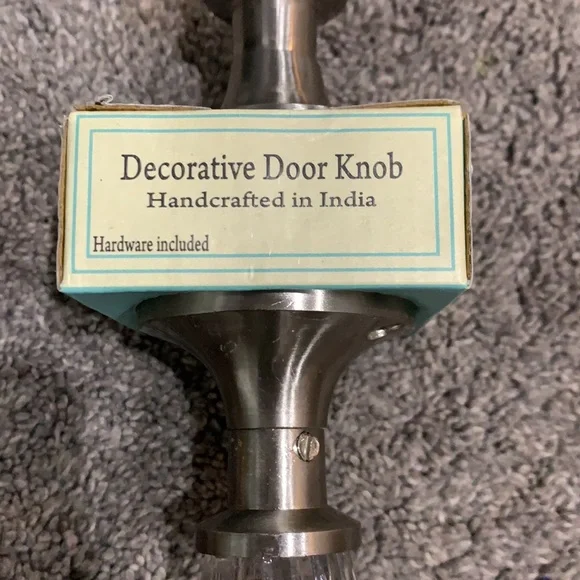 Decorative Door Knob
Handcrafted in India
Hardware included